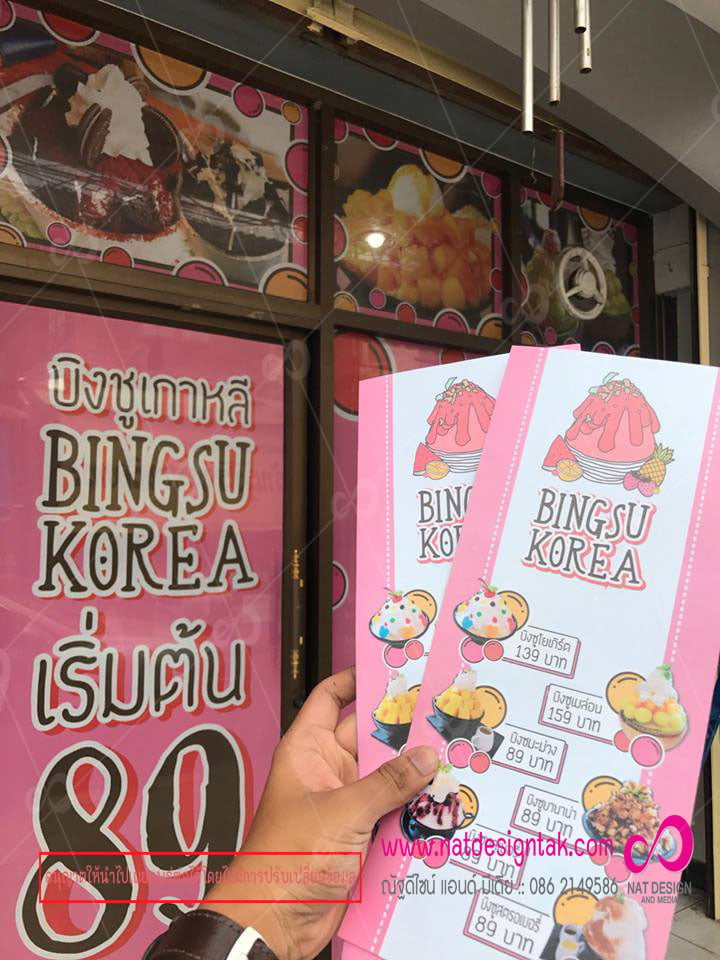 บิงซูเกาหลี
BINGSU
KOREA
เริ่มต้น
89
BINGSU
KOREA
บิงซูโยเกิร์ต
139 บาท
บิงซูเมล่อน
159 บาท
บิงซูมะม่วง
89 บาท
บิงซูบานาน่า
89 บาท
89 บาท
บิงซูสตรอเบอรี่
89 บาท
www.natdesigntak.com
ณัฐดีไซน์ แอนด์ มีเดีย :: 086 2149586
NAT DESIGN
AND MEDIA